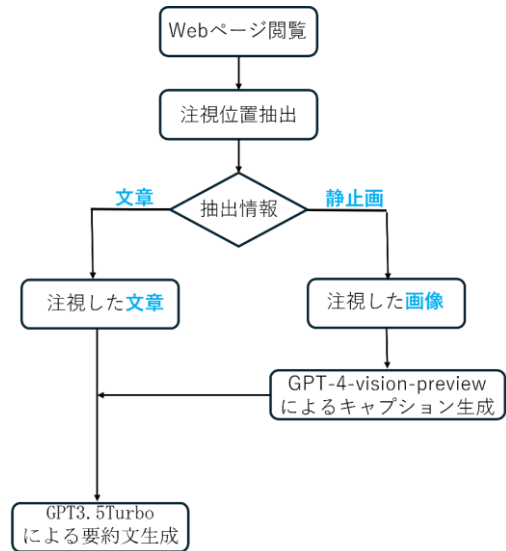 Webページ閲覧
注視位置抽出
文章
静止画
抽出情報
注視した文章
注視した画像
GPT-4-vision-preview
によるキャプション生成
GPT3.5Turbo
による要約文生成